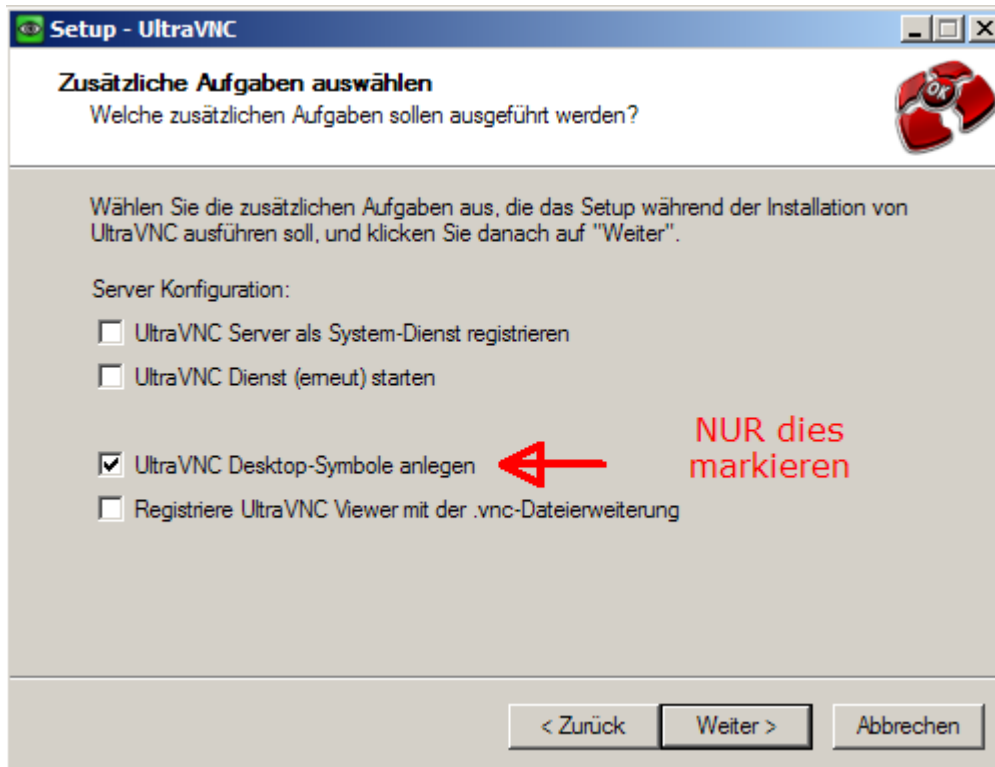 Setup - UltraVNC
Zusätzliche Aufgaben auswählen
Welche zusätzlichen Aufgaben sollen ausgeführt werden?
OK
Wählen Sie die zusätzlichen Aufgaben aus, die das Setup während der Installation von
UltraVNC ausführen soll, und klicken Sie danach auf "Weiter".
Server Konfiguration:
UltraVNC Server als System-Dienst registrieren
UltraVNC Dienst (erneut) starten
UltraVNC Desktop-Symbole anlegen
NUR dies
markieren
Registriere UltraVNC Viewer mit der .vnc-Dateierweiterung
< Zurück
Weiter >
Abbrechen